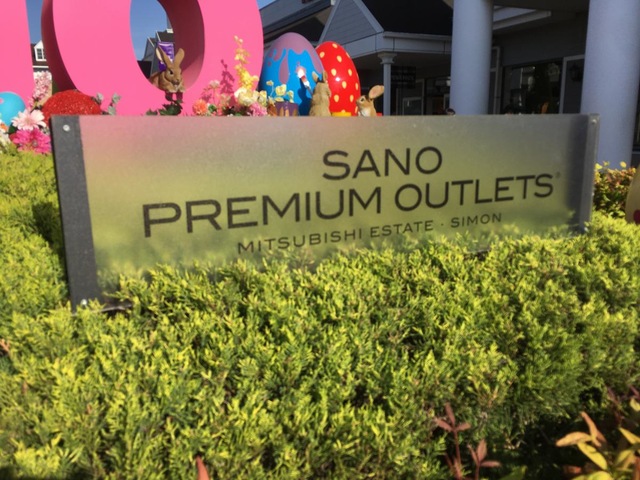 SANO
PREMIUM OUTLETS®
MITSUBISHI ESTATE · SIMON